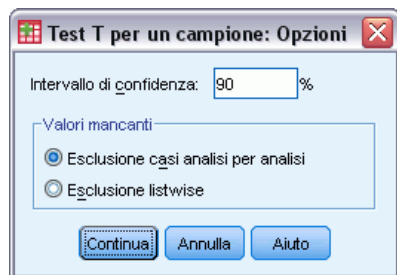 Test T per un campione: Opzioni
Intervallo di confidenza: 90 %
Valori mancanti
Esclusione casi analisi per analisi
Esclusione listwise
Continua Annulla Aiuto